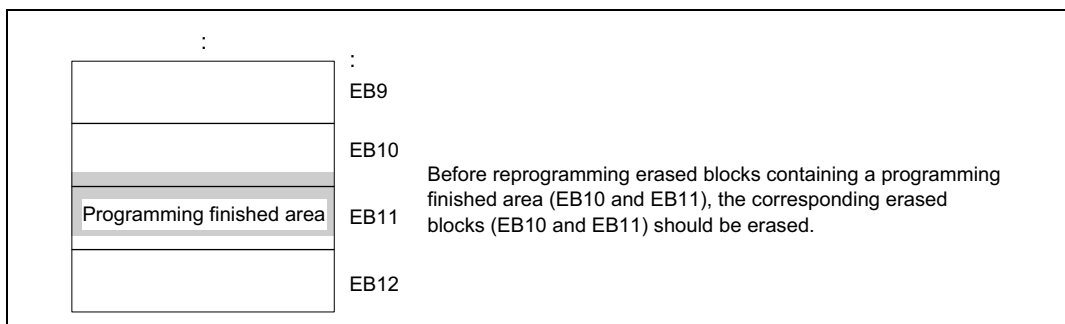 :
:
EB9
EB10
Before reprogramming erased blocks containing a programming
finished area (EB10 and EB11), the corresponding erased
blocks (EB10 and EB11) should be erased.
Programming finished area
EB11
EB12